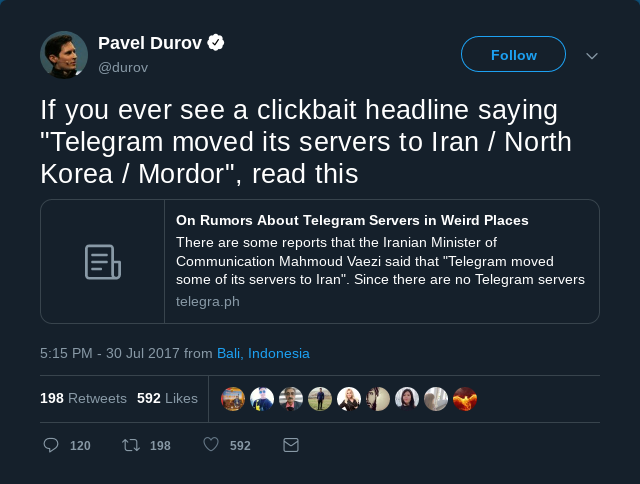 Pavel Durov
@durov
Follow
If you ever see a clickbait headline saying
"Telegram moved its servers to Iran / North
Korea / Mordor", read this
On Rumors About Telegram Servers in Weird Places
There are some reports that the Iranian Minister of
Communication Mahmoud Vaezi said that "Telegram moved
some of its servers to Iran". Since there are no Telegram servers
telegra.ph
5:15 PM - 30 Jul 2017 from Bali, Indonesia
198 Retweets 592 Likes
120 198 592